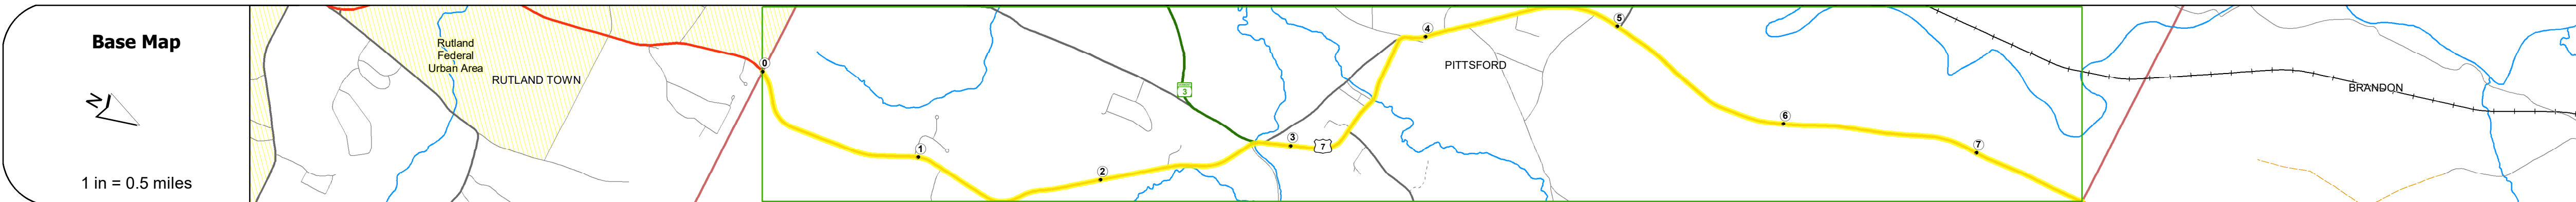 Base Map
N
1 in = 0.5 miles
Rutland
Federal
Urban Area
RUTLAND TOWN
0
1
2
3
3
7
4
PITTSFORD
5
6
7
BRANDON